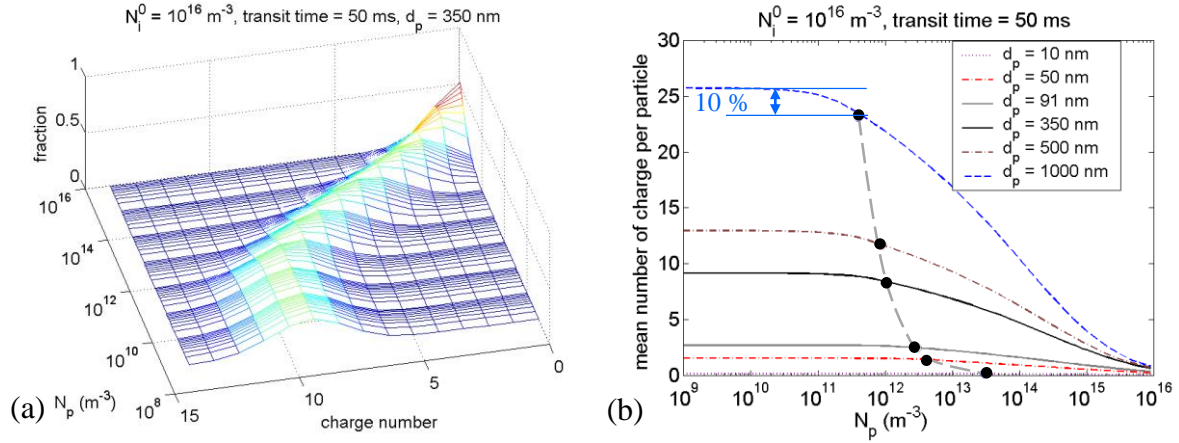 N_i^0 = 10^16 m^-3, transit time = 50 ms, d_p = 350 nm
1
0.5
0
fraction
10^16
10^14
10^12
10^10
10^8
N_p (m^-3)
15
10
5
0
charge number
(a)
N_i^0 = 10^16 m^-3, transit time = 50 ms
30
25
20
15
10
5
0
mean number of charge per particle
10 %
d_p = 10 nm
d_p = 50 nm
d_p = 91 nm
d_p = 350 nm
d_p = 500 nm
d_p = 1000 nm
10^9 10^10 10^11 10^12 10^13 10^14 10^15 10^16
N_p (m^-3)
(b)